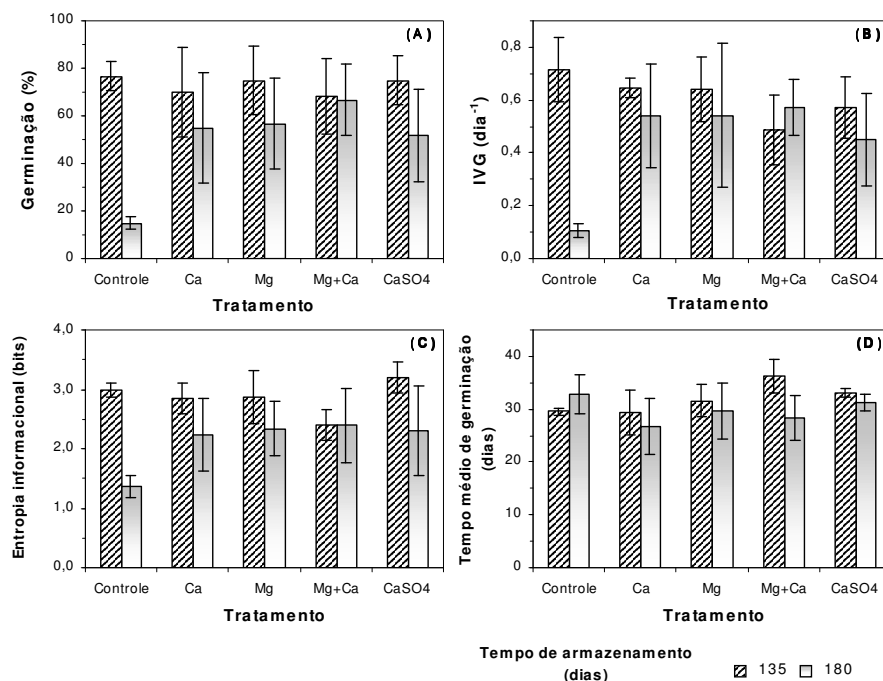 (A)
Germinação (%)
100
80
60
40
20
0
Controle Ca Mg Mg+Ca CaSO4
Tratamento
(B)
IVG (dia⁻¹)
1,0
0,8
0,6
0,4
0,2
0,0
Controle Ca Mg Mg+Ca CaSO4
Tratamento
(C)
Entropia informacional (bits)
4,0
3,0
2,0
1,0
0,0
Controle Ca Mg Mg+Ca CaSO4
Tratamento
(D)
Tempo médio de germinação
(dias)
40
30
20
10
0
Controle Ca Mg Mg+Ca CaSO4
Tratamento
Tempo de armazenamento
(dias)
135 180